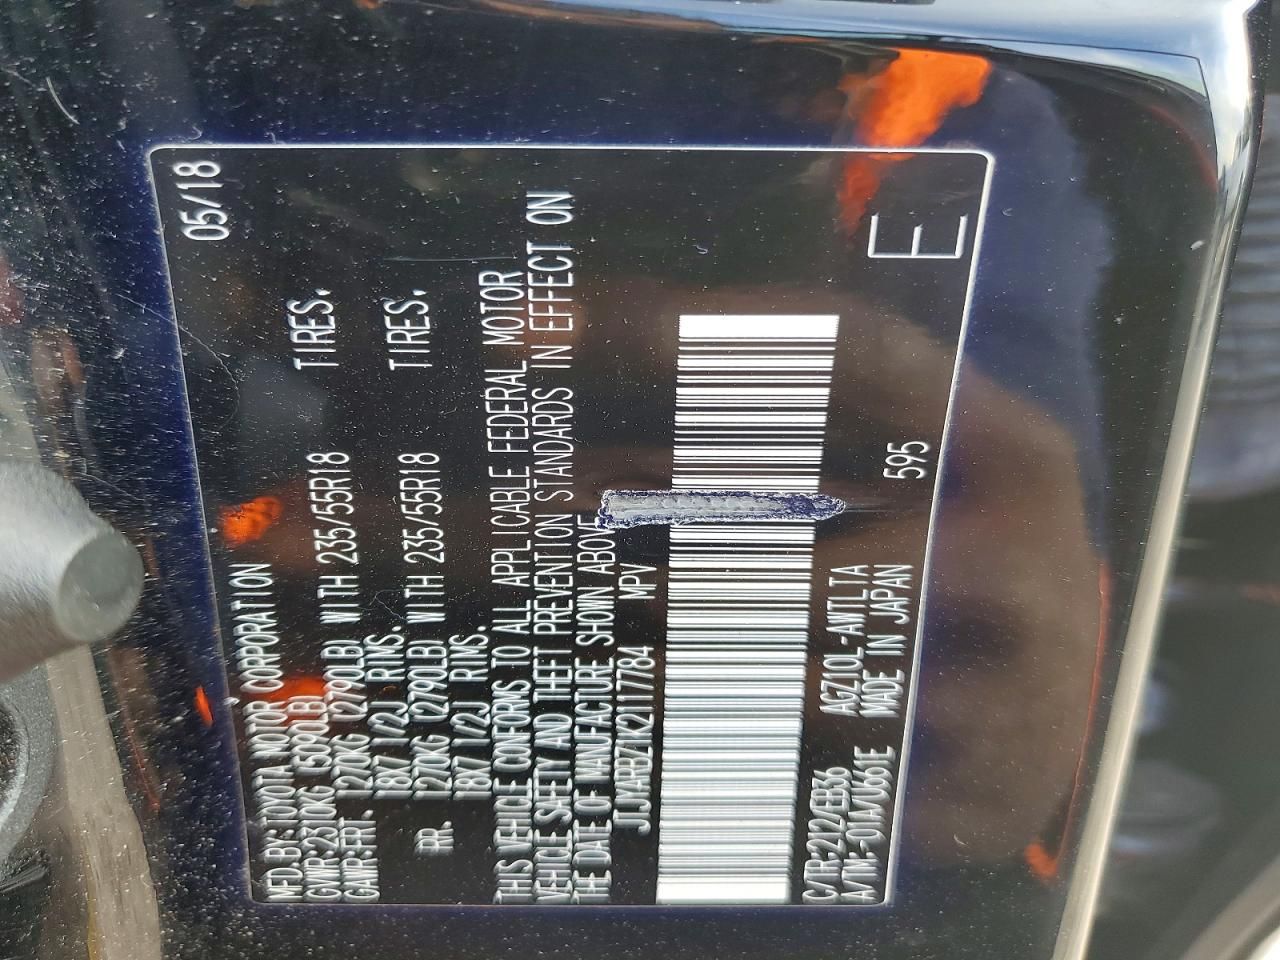 05/18
MFD.BY:TOYOTA MOTOR CORPORATION
GVWR:2310KG (5090LB)
GAWR:FRT. 1270KG (2790LB) WITH 235/55R18 TIRES,
18X7 1/2J RIMS.
RR. 1270KG (2790LB) WITH 235/55R18 TIRES,
18X7 1/2J RIMS.
THIS VEHICLE CONFORMS TO ALL APPLICABLE FEDERAL MOTOR
VEHICLE SAFETY AND THEFT PREVENTION STANDARDS IN EFFECT ON
THE DATE OF MANUFACTURE SHOWN ABOVE.
JTJYARBZ1K2117784 MPV
C/TR:212/EB36 AGZ10L-AWTLTA
A/TM:-01A/U661E MADE IN JAPAN 595
E